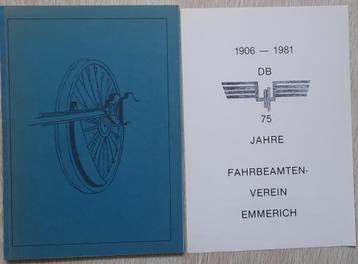 1906 — 1981
DB
75
JAHRE
FAHRBEAMTEN-
VEREIN
EMMERICH